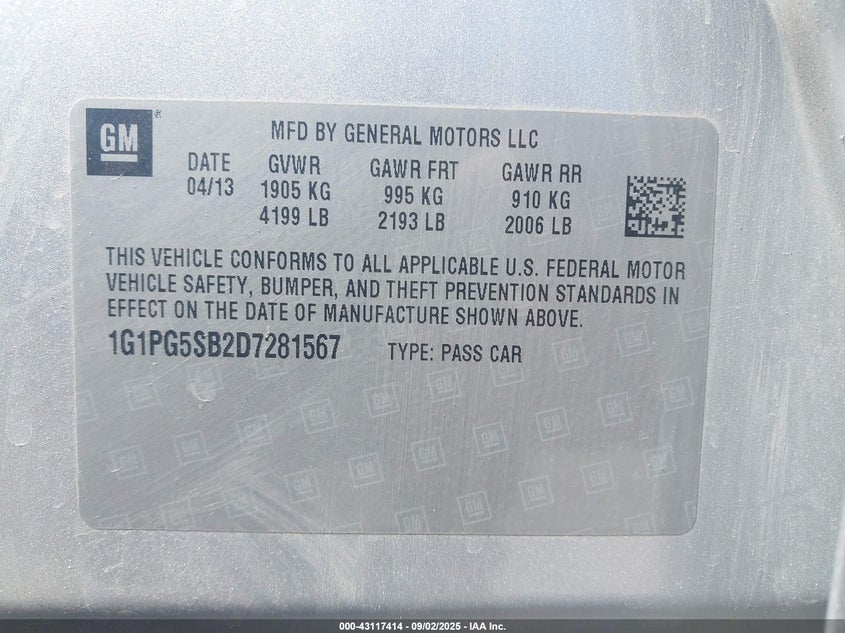 GM ®
MFD BY GENERAL MOTORS LLC
DATE GVWR GAWR FRT GAWR RR
04/13 1905 KG 995 KG 910 KG
4199 LB 2193 LB 2006 LB
THIS VEHICLE CONFORMS TO ALL APPLICABLE U.S. FEDERAL MOTOR
VEHICLE SAFETY, BUMPER, AND THEFT PREVENTION STANDARDS IN
EFFECT ON THE DATE OF MANUFACTURE SHOWN ABOVE.
1G1PG5SB2D7281567 TYPE: PASS CAR
000-43117414 - 09/02/2025 - IAA Inc.